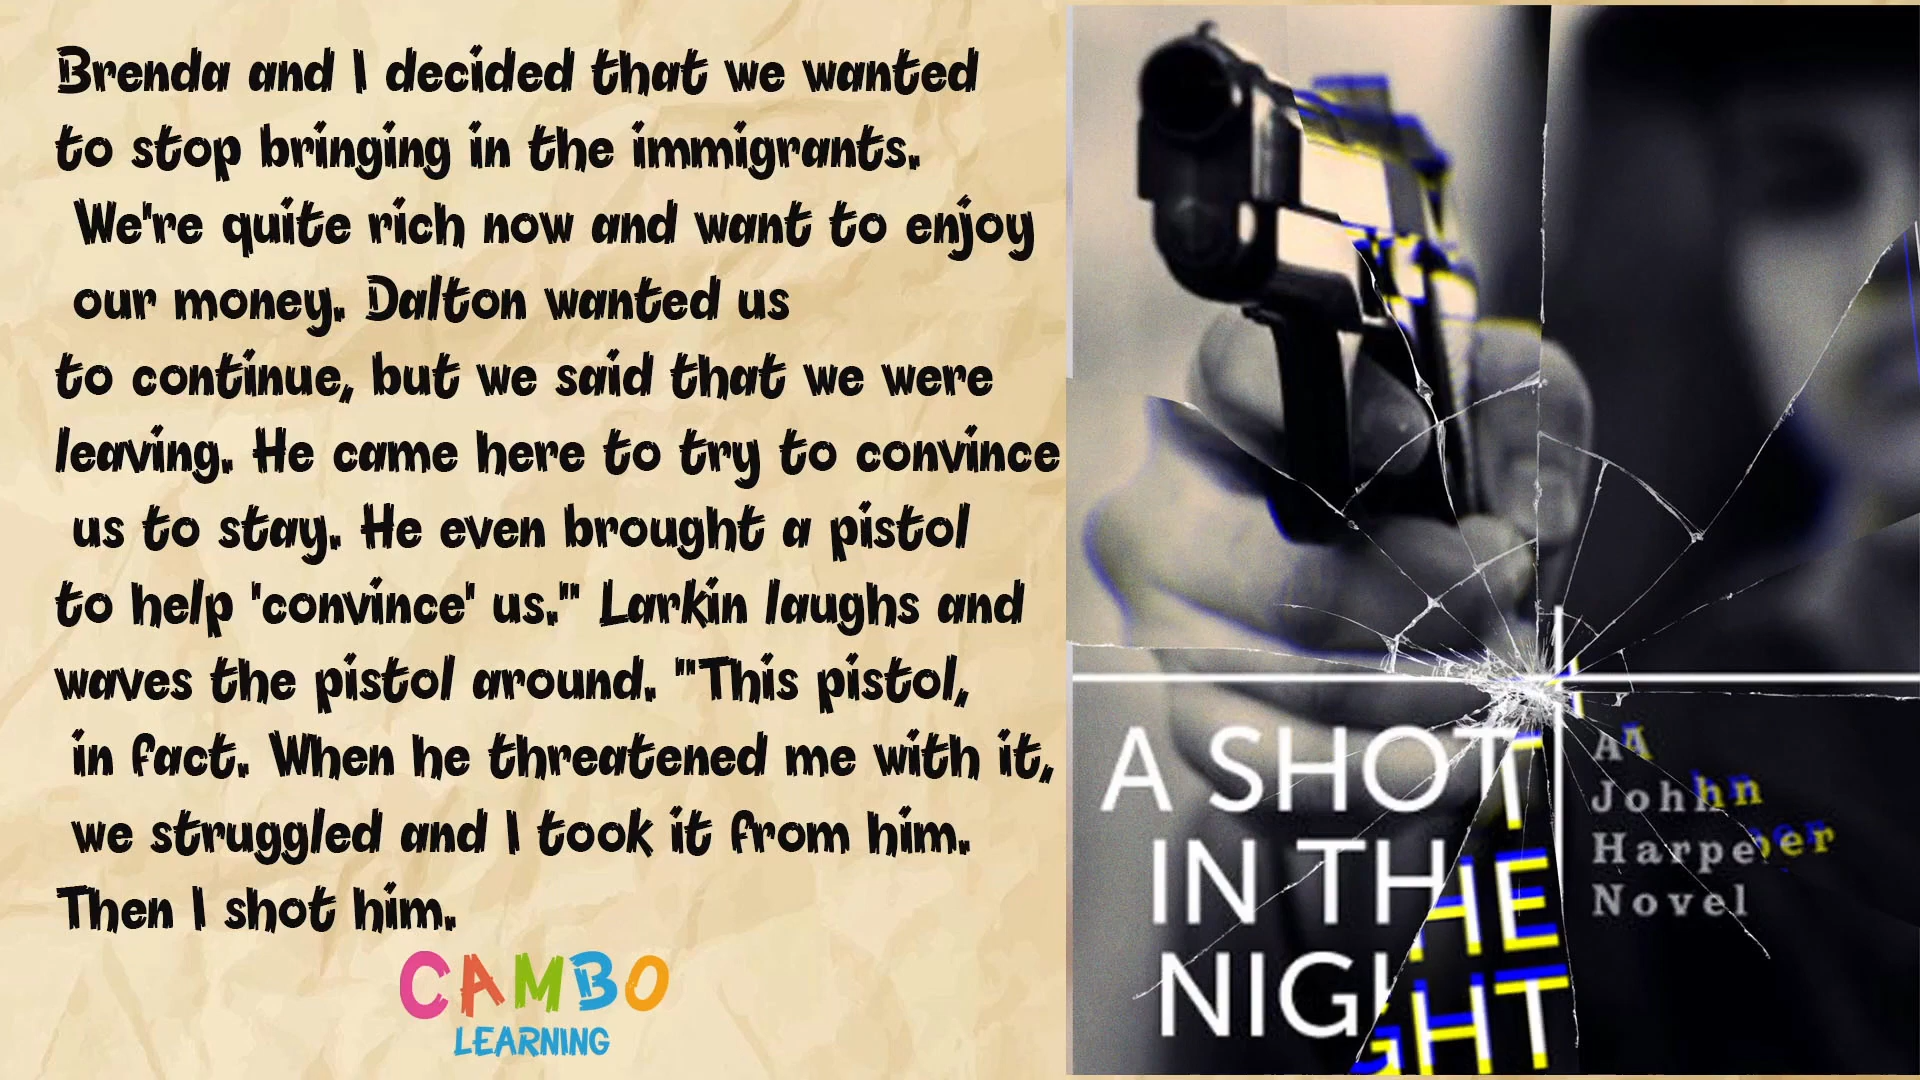 Brenda and I decided that we wanted
to stop bringing in the immigrants.
We're quite rich now and want to enjoy
our money. Dalton wanted us
to continue, but we said that we were
leaving. He came here to try to convince
us to stay. He even brought a pistol
to help 'convince' us."' Larkin laughs and
waves the pistol around. "'This pistol,
in fact. When he threatened me with it,
we struggled and I took it from him.
Then I shot him.
CAMBO
LEARNING
A SHOT
IN THE
NIGHT
A
John
Harper
Novel